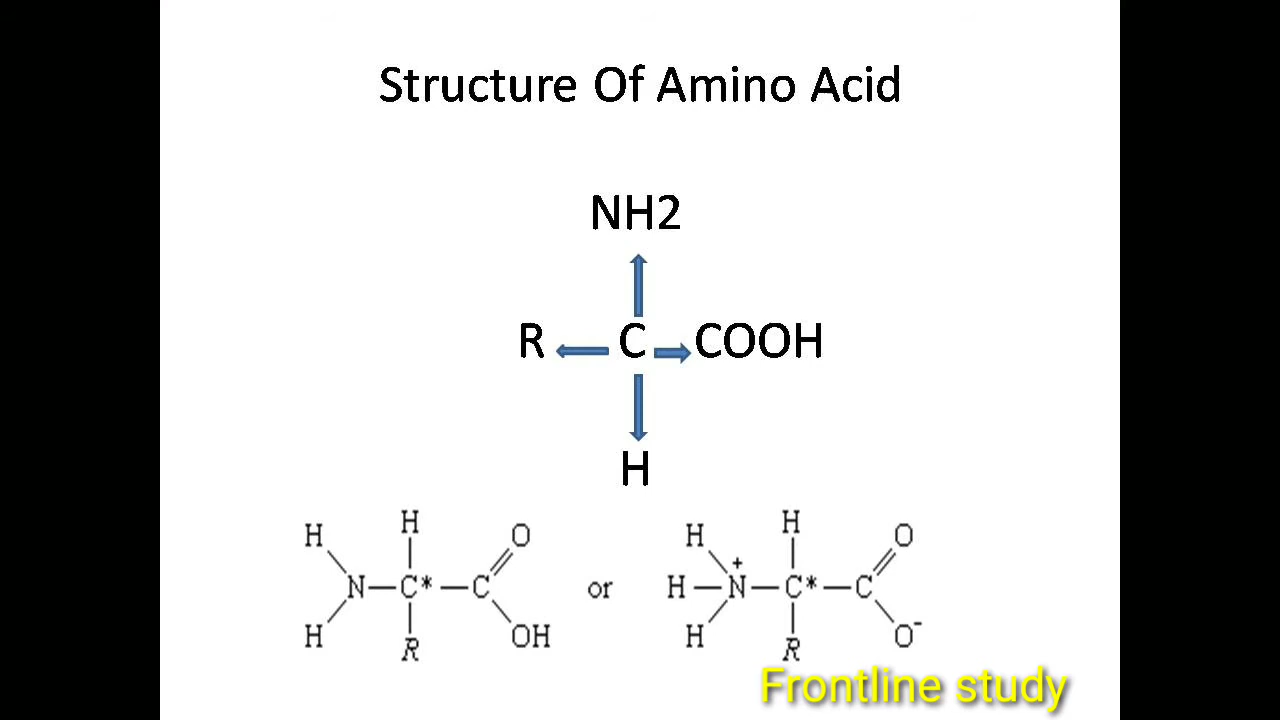 Structure Of Amino Acid
NH2
R C COOH
H
H H O H H O
N C* C or H N + C* C
H R OH H R O-
Frontline study